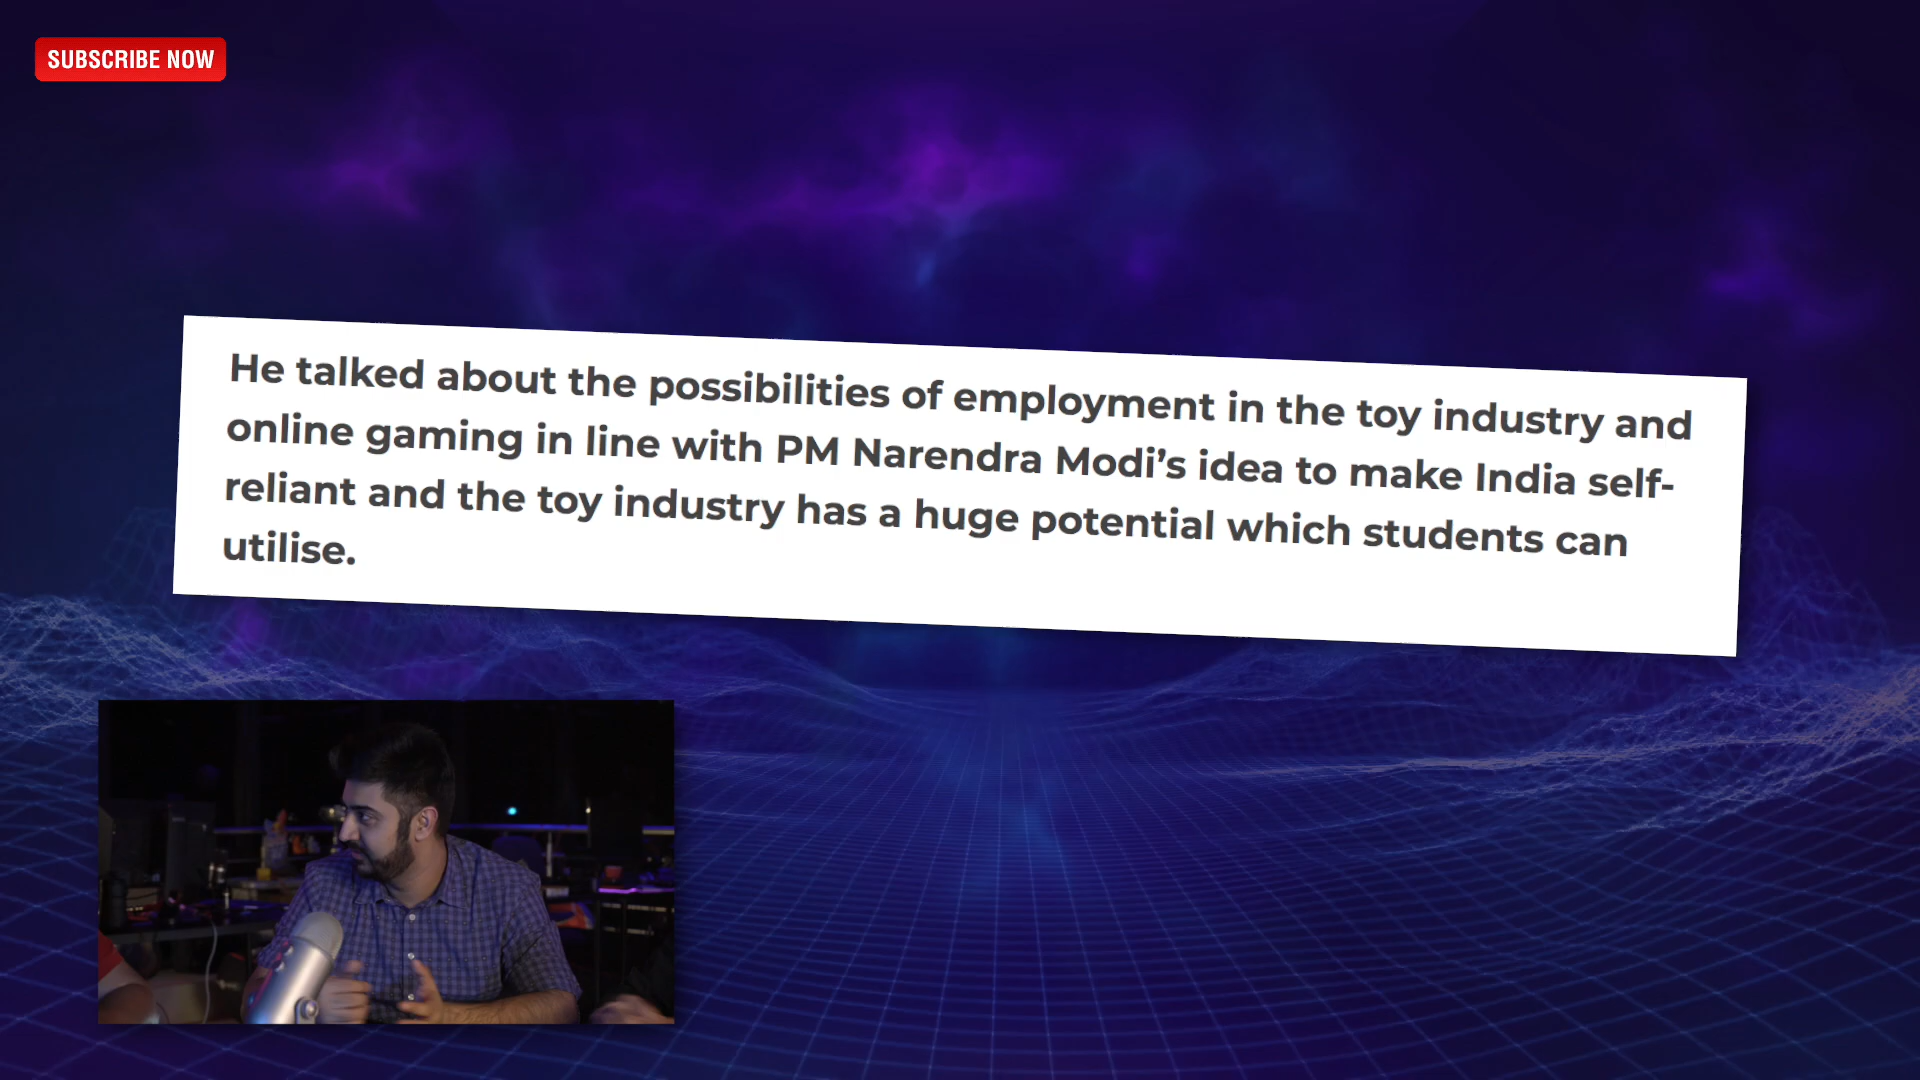 SUBSCRIBE NOW
He talked about the possibilities of employment in the toy industry and
online gaming in line with PM Narendra Modi’s idea to make India self-
reliant and the toy industry has a huge potential which students can
utilise.